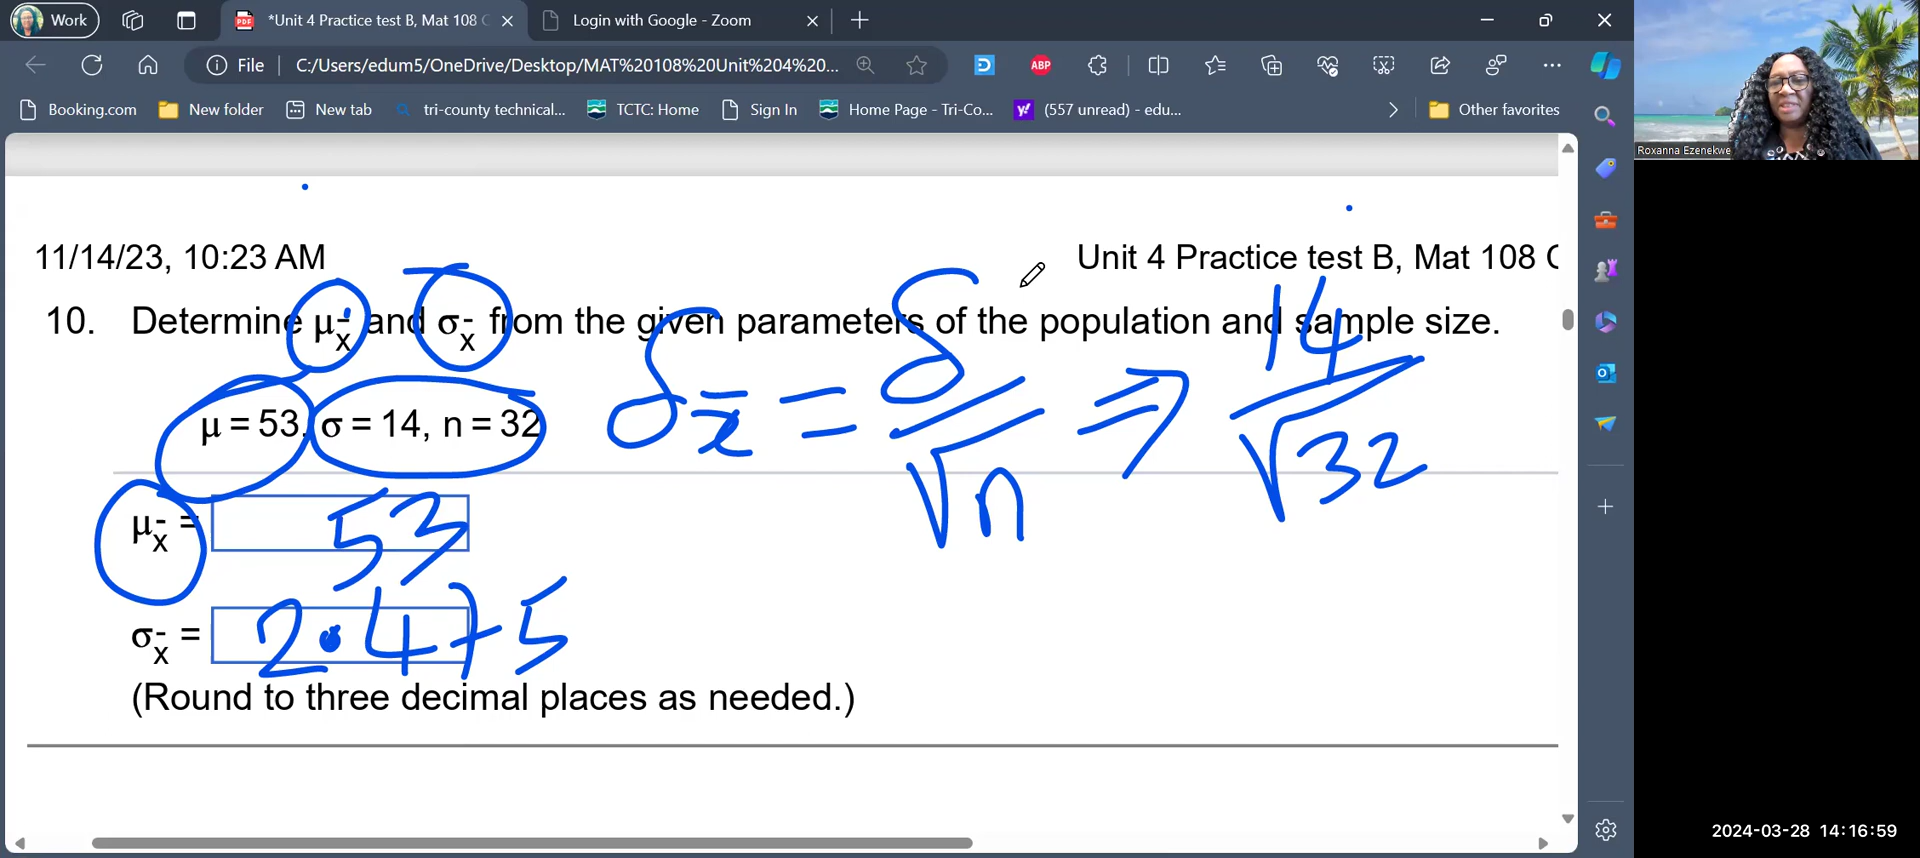 Work
*Unit 4 Practice test B, Mat 108 C
Login with Google - Zoom
File
C:/Users/edum5/OneDrive/Desktop/MAT%20108%20Unit%204%20...
ABP
Booking.com
New folder
New tab
tri-county technical...
TCTC: Home
Sign In
Home Page - Tri-Co...
(557 unread) - edu...
Other favorites
Roxanna Ezenekwe
11/14/23, 10:23 AM
Unit 4 Practice test B, Mat 108 C
10. Determine μx̄ and σx̄ from the given parameters of the population and sample size.
μ = 53, σ = 14, n = 32
σx̄ = σ/√n ⇒ 14/√32
μx̄ = 53
σx̄ = 2.475
(Round to three decimal places as needed.)
2024-03-28 14:16:59